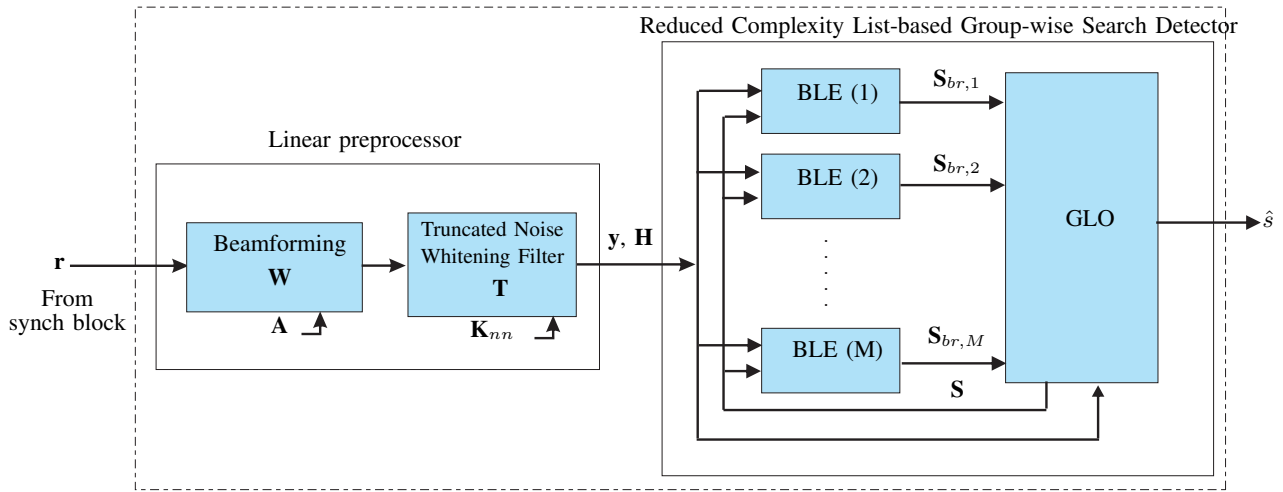 Reduced Complexity List-based Group-wise Search Detector
Linear preprocessor
r
From
synch block
Beamforming
W
A
Truncated Noise
Whitening Filter
T
K_{nn}
y, H
BLE (1)
S_{br,1}
BLE (2)
S_{br,2}
BLE (M)
S_{br,M}
S
GLO
ŝ